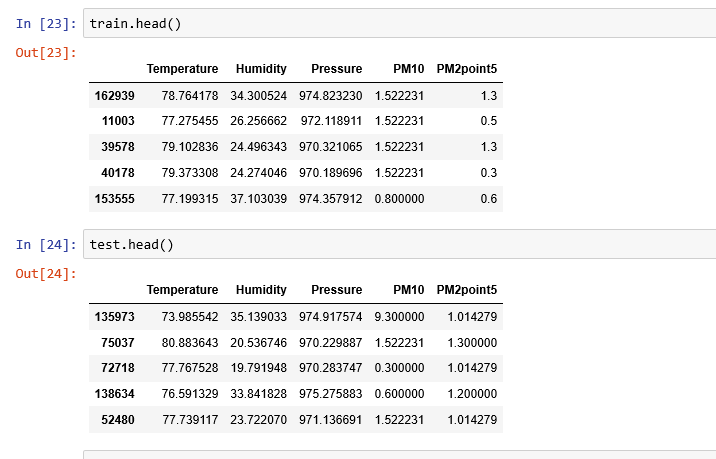 In [23]: train.head()
Out[23]:
Temperature Humidity Pressure PM10 PM2point5
162939 78.764178 34.300524 974.823230 1.522231 1.3
11003 77.275455 26.256662 972.118911 1.522231 0.5
39578 79.102836 24.496343 970.321065 1.522231 1.3
40178 79.373308 24.274046 970.189696 1.522231 0.3
153555 77.199315 37.103039 974.357912 0.800000 0.6
In [24]: test.head()
Out[24]:
Temperature Humidity Pressure PM10 PM2point5
135973 73.985542 35.139033 974.917574 9.300000 1.014279
75037 80.883643 20.536746 970.229887 1.522231 1.300000
72718 77.767528 19.791948 970.283747 0.300000 1.014279
138634 76.591329 33.841828 975.275883 0.600000 1.200000
52480 77.739117 23.722070 971.136691 1.522231 1.014279